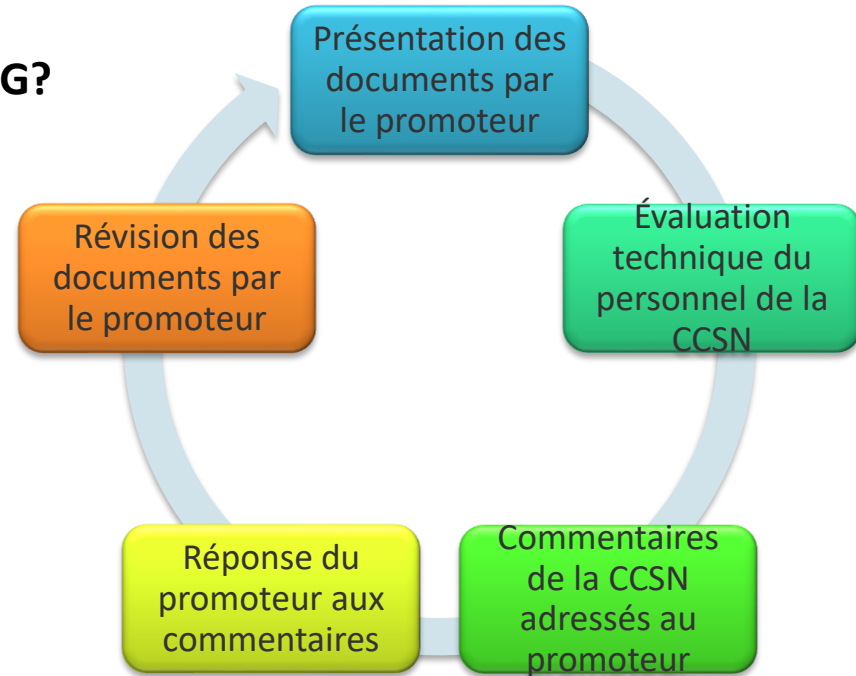 G?
Présentation des
documents par
le promoteur
Évaluation
technique du
personnel de la
CCSN
Commentaires
de la CCSN
adressés au
promoteur
Réponse du
promoteur aux
commentaires
Révision des
documents par
le promoteur